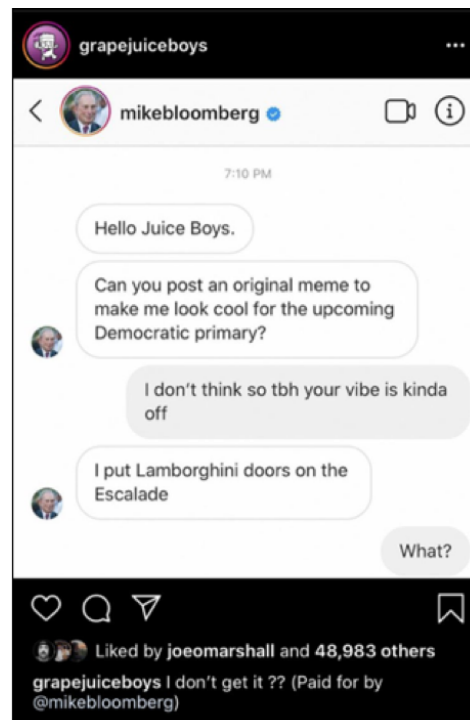 grapejuiceboys
mikebloomberg
7:10 PM
Hello Juice Boys.
Can you post an original meme to
make me look cool for the upcoming
Democratic primary?
I don't think so tbh your vibe is kinda
off
I put Lamborghini doors on the
Escalade
What?
Liked by joeomarshall and 48,983 others
grapejuiceboys I don't get it ?? (Paid for by
@mikebloomberg)